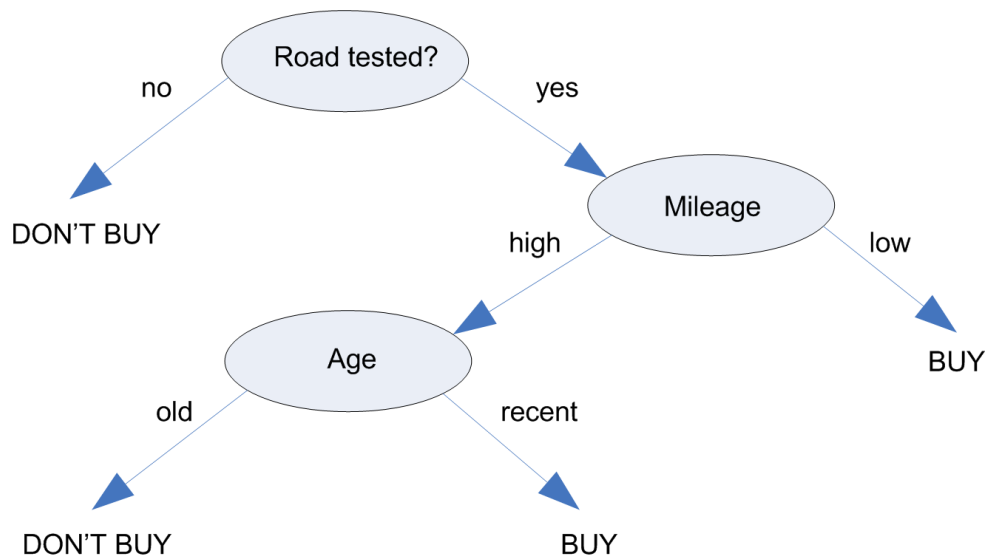 Road tested?
no
yes
Mileage
DON'T BUY
high
low
Age
BUY
old
recent
DON'T BUY
BUY